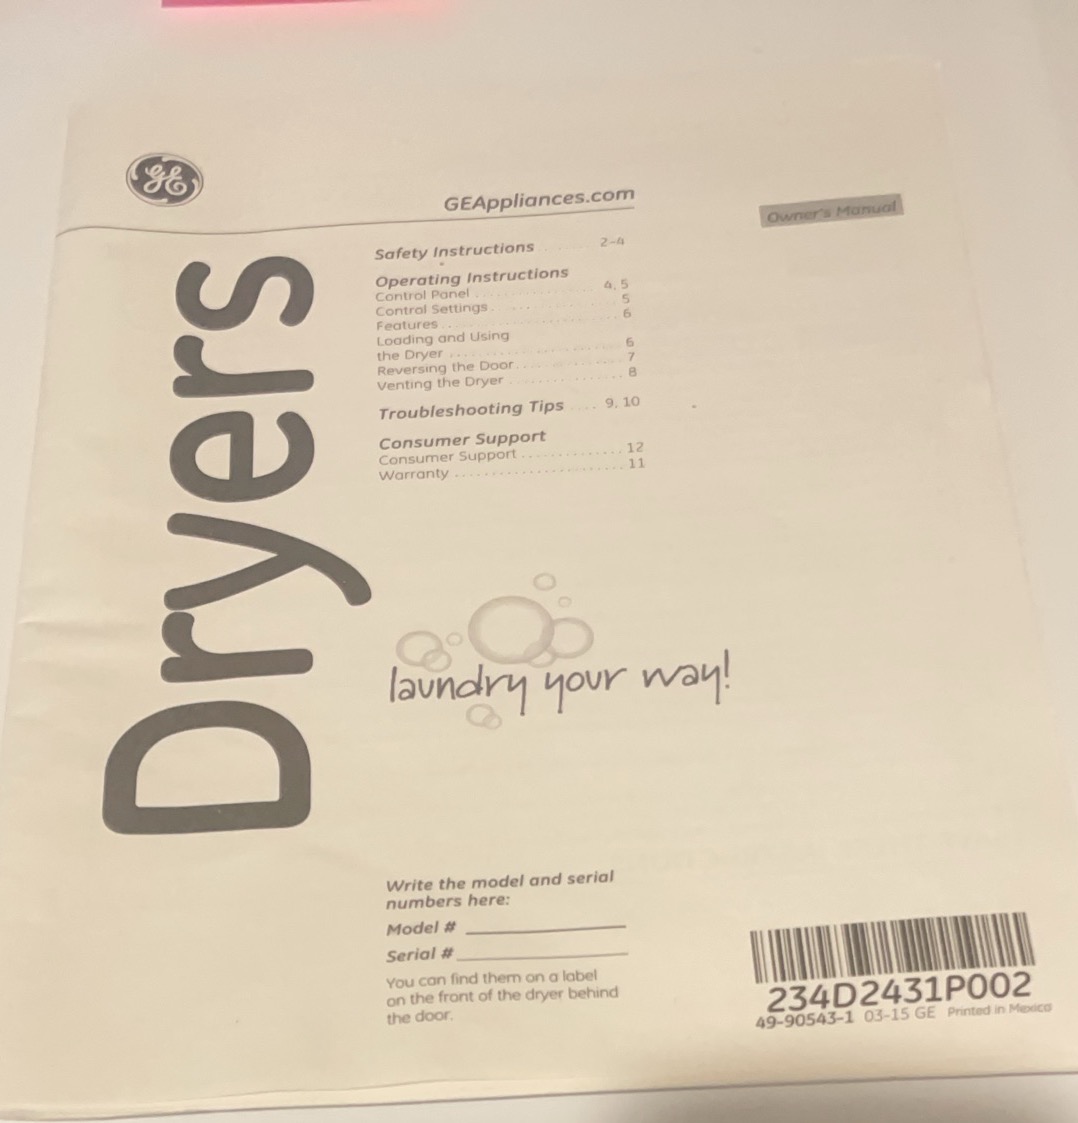 GE
GEAppliances.com
Owner's Manual
Dryers
Safety Instructions ........ 2–4
Operating Instructions
Control Panel .................. 4, 5
Control Settings .................. 5
Features .......................... 6
Loading and Using
the Dryer ........................ 6
Reversing the Door ............... 7
Venting the Dryer ................ 8
Troubleshooting Tips .... 9, 10
Consumer Support
Consumer Support .............. 12
Warranty ........................ 11
laundry your way!
Write the model and serial
numbers here:
Model # ____________
Serial # ____________
You can find them on a label
on the front of the dryer behind
the door.
234D2431P002
49-90543-1 03-15 GE Printed in Mexico